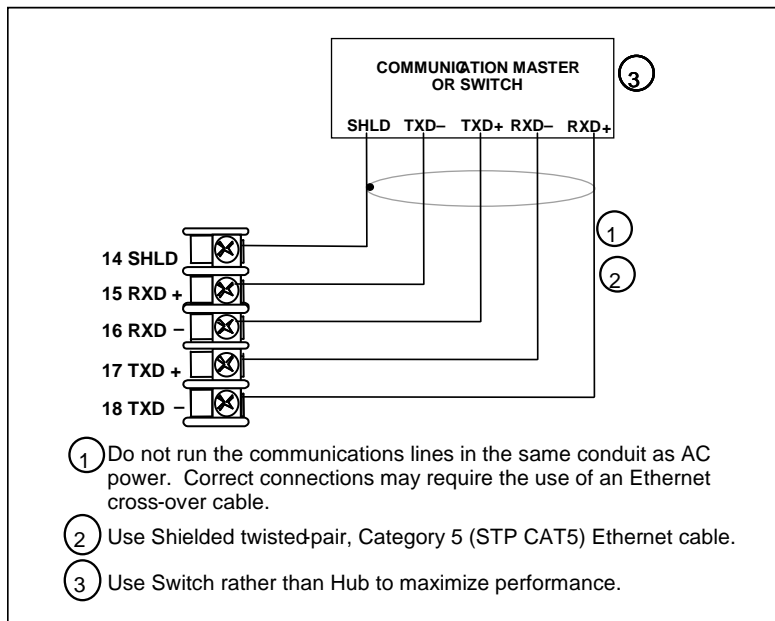 COMMUNICATION MASTER
OR SWITCH
3
SHLD TXD– TXD+ RXD– RXD+
1
2
14 SHLD
15 RXD +
16 RXD –
17 TXD +
18 TXD –
1 Do not run the communications lines in the same conduit as AC
power. Correct connections may require the use of an Ethernet
cross-over cable.
2 Use Shielded twisted-pair, Category 5 (STP CAT5) Ethernet cable.
3 Use Switch rather than Hub to maximize performance.